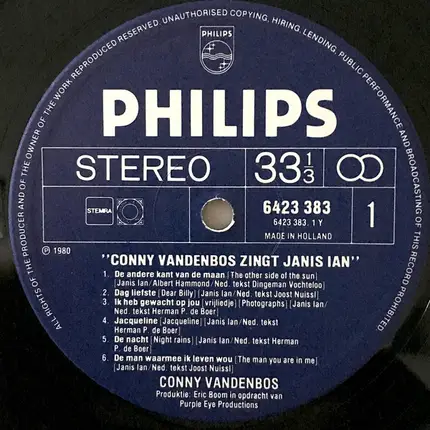 ALL RIGHTS OF THE PRODUCER AND OF THE OWNER OF THE WORK REPRODUCED RESERVED. UNAUTHORISED COPYING, HIRING, LENDING, PUBLIC PERFORMANCE AND BROADCASTING OF THIS RECORD PROHIBITED
PHILIPS
PHILIPS
STEREO 33 1/3
STEMRA
6423 383
6423 383. 1 Y
MADE IN HOLLAND
1
℗ 1980
"CONNY VANDENBOS ZINGT JANIS IAN"
1. De andere kant van de maan [The other side of the sun]
[Janis Ian/Albert Hammond/Ned. tekst Dingeman Vochteloo]
2. Dag liefste [Dear Billy] [Janis Ian/Ned. tekst Joost Nuissl]
3. Ik heb gewacht op jou [vrijliedje] [Photographs] [Janis Ian/
Ned. tekst Herman P. de Boer]
4. Jacqueline [Jacqueline] [Janis Ian/Ned. tekst
Herman P. de Boer]
5. De nacht [Night rains] [Janis Ian/Ned. tekst Herman
P. de Boer]
6. De man waarmee ik leven wou [The man you are in me]
[Janis Ian/Ned. tekst Joost Nuissl]
CONNY VANDENBOS
Produktie: Eric Boom in opdracht van
Purple Eye Productions